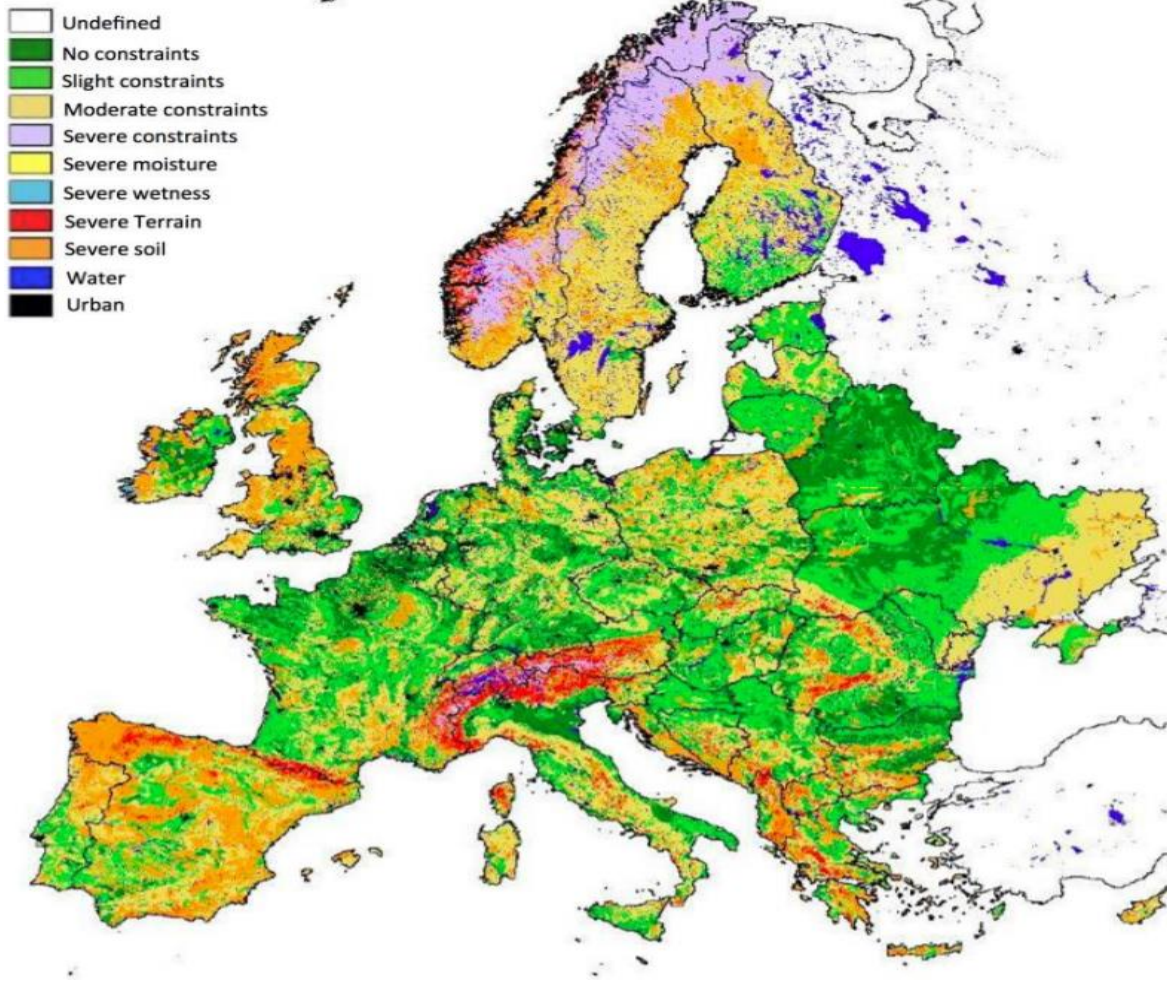 Undefined
No constraints
Slight constraints
Moderate constraints
Severe constraints
Severe moisture
Severe wetness
Severe Terrain
Severe soil
Water
Urban